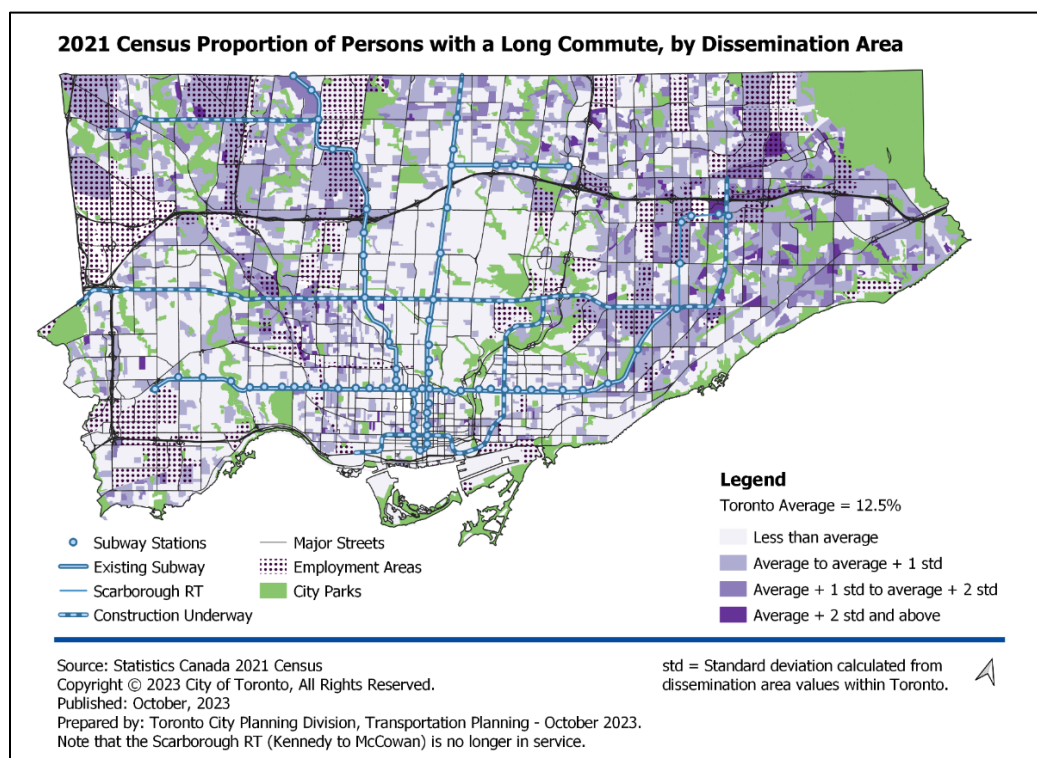 2021 Census Proportion of Persons with a Long Commute, by Dissemination Area
Legend
Toronto Average = 12.5%
Less than average
Average to average + 1 std
Average + 1 std to average + 2 std
Average + 2 std and above
Subway Stations
Existing Subway
Scarborough RT
Construction Underway
Major Streets
Employment Areas
City Parks
Source: Statistics Canada 2021 Census
Copyright © 2023 City of Toronto, All Rights Reserved.
Published: October, 2023
Prepared by: Toronto City Planning Division, Transportation Planning - October 2023.
Note that the Scarborough RT (Kennedy to McCowan) is no longer in service.
std = Standard deviation calculated from
dissemination area values within Toronto.